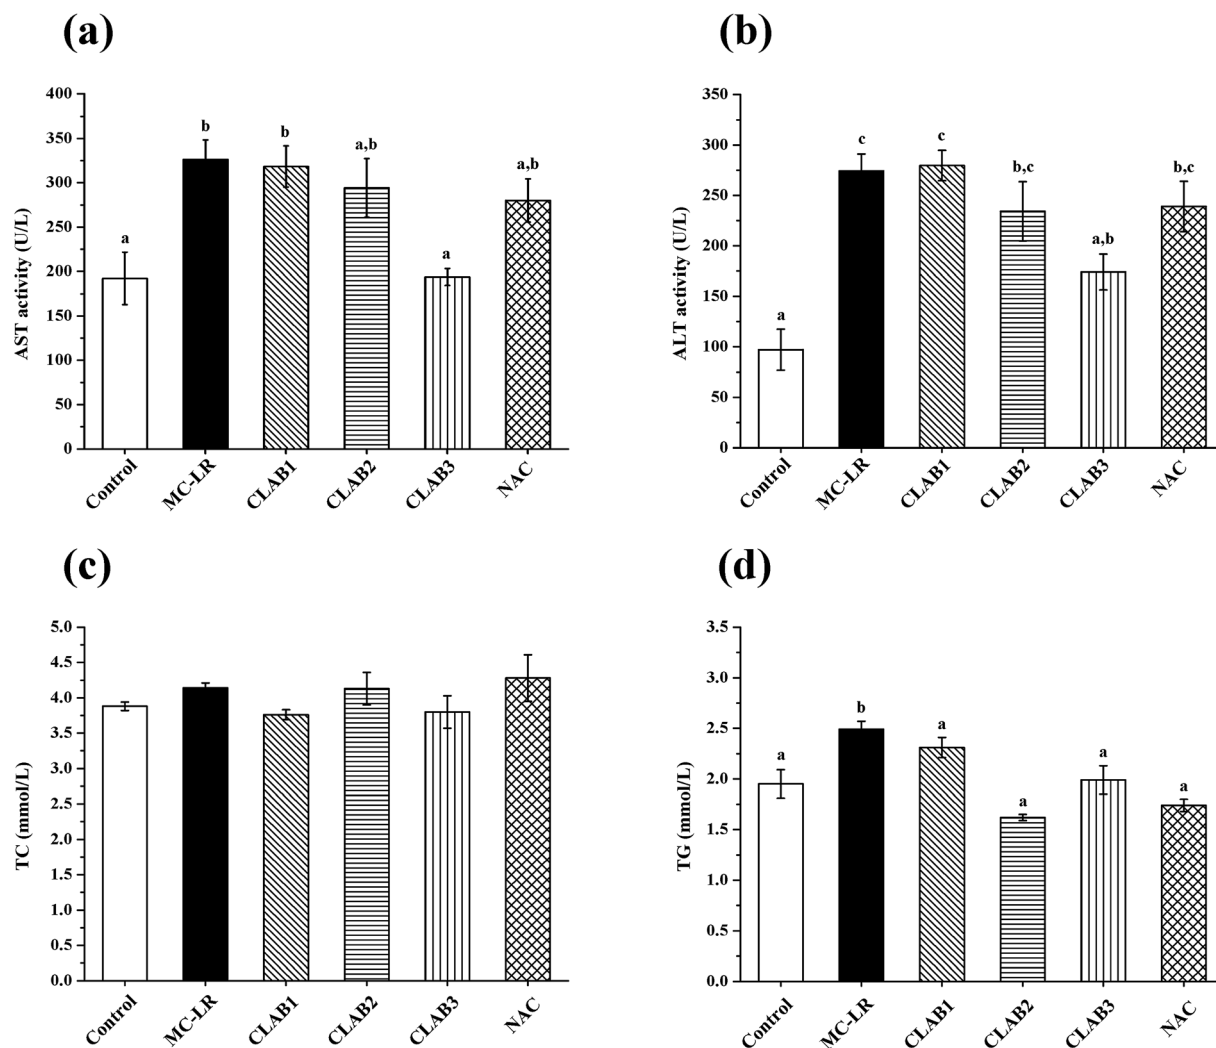 (a)
AST activity (U/L)
400
350
300
250
200
150
100
50
0
a
b
b
a,b
a
a,b
Control
MC-LR
CLAB1
CLAB2
CLAB3
NAC
(b)
ALT activity (U/L)
350
300
250
200
150
100
50
0
a
c
c
b,c
a,b
b,c
Control
MC-LR
CLAB1
CLAB2
CLAB3
NAC
(c)
TC (mmol/L)
5.0
4.5
4.0
3.5
3.0
2.5
2.0
1.5
1.0
0.5
0.0
Control
MC-LR
CLAB1
CLAB2
CLAB3
NAC
(d)
TG (mmol/L)
3.5
3.0
2.5
2.0
1.5
1.0
0.5
0.0
a
b
a
a
a
a
Control
MC-LR
CLAB1
CLAB2
CLAB3
NAC